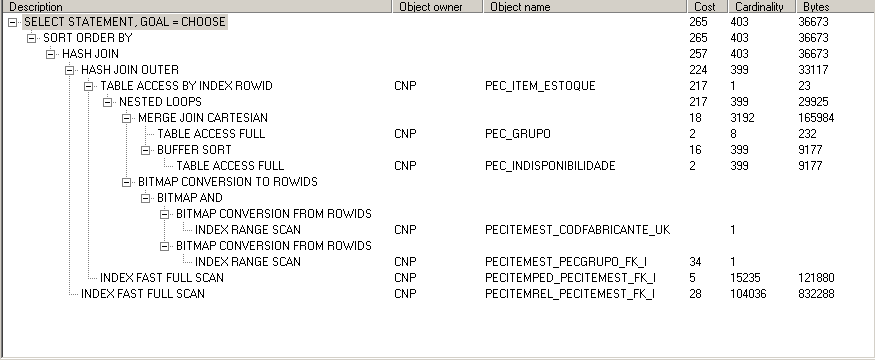 Description Object owner Object name Cost Cardinality Bytes
SELECT STATEMENT, GOAL = CHOOSE 265 403 36673
SORT ORDER BY 265 403 36673
HASH JOIN 257 403 36673
HASH JOIN OUTER 224 399 33117
TABLE ACCESS BY INDEX ROWID CNP PEC_ITEM_ESTOQUE 217 1 23
NESTED LOOPS 217 399 29925
MERGE JOIN CARTESIAN 18 3192 165984
TABLE ACCESS FULL CNP PEC_GRUPO 2 8 232
BUFFER SORT 16 399 9177
TABLE ACCESS FULL CNP PEC_INDISPONIBILIDADE 2 399 9177
BITMAP CONVERSION TO ROWIDS
BITMAP AND
BITMAP CONVERSION FROM ROWIDS
INDEX RANGE SCAN CNP PECITEMEST_CODFABRICANTE_UK 1
BITMAP CONVERSION FROM ROWIDS
INDEX RANGE SCAN CNP PECITEMEST_PECGRUPO_FK_I 34 1
INDEX FAST FULL SCAN CNP PECITEMPED_PECITEMEST_FK_I 5 15235 121880
INDEX FAST FULL SCAN CNP PECITEMREL_PECITEMEST_FK_I 28 104036 832288